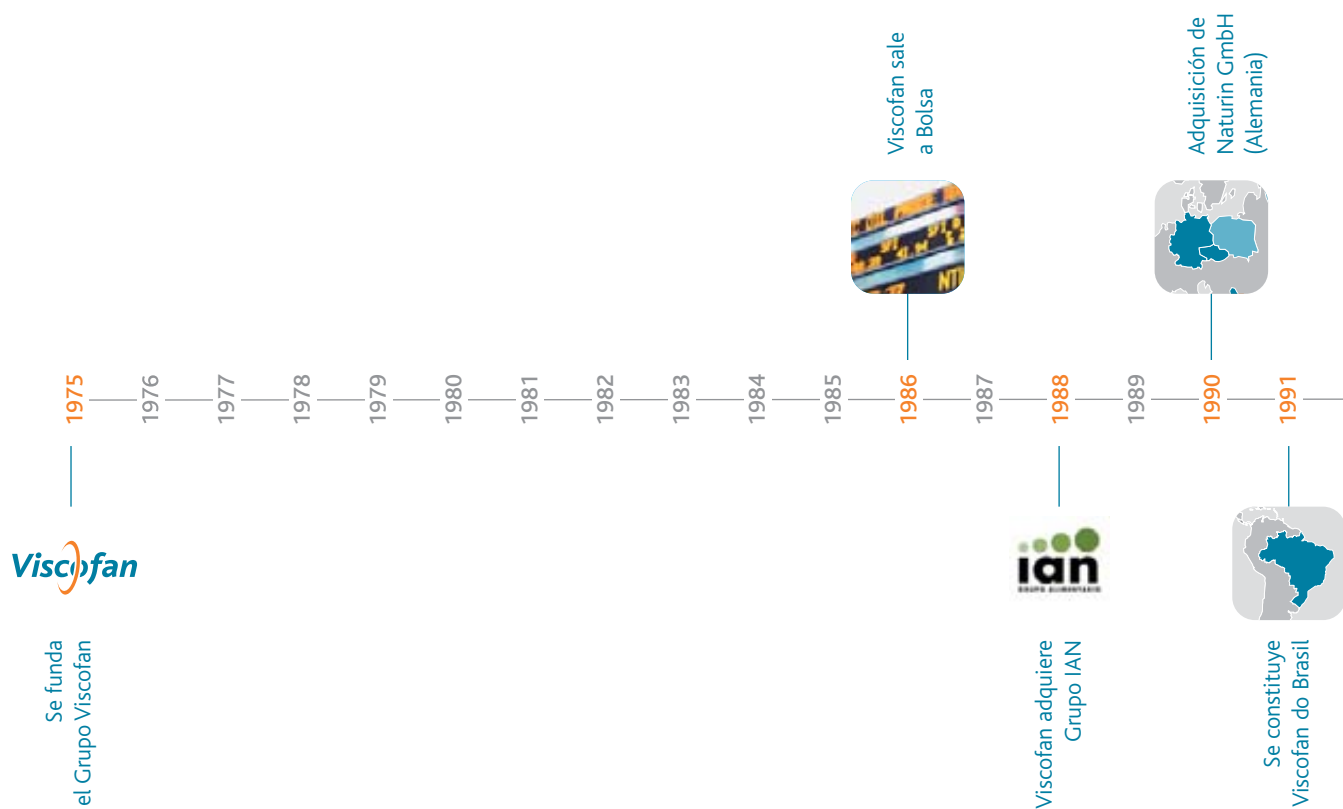 Viscofan sale
a Bolsa
Adquisición de
Naturin GmbH
(Alemania)
1975
1976
1977
1978
1979
1980
1981
1982
1983
1984
1985
1986
1987
1988
1989
1990
1991
Viscofan
Se funda
el Grupo Viscofan
ian
GRUPO ALIMENTARIO
Viscofan adquiere
Grupo IAN
Se constituye
Viscofan do Brasil